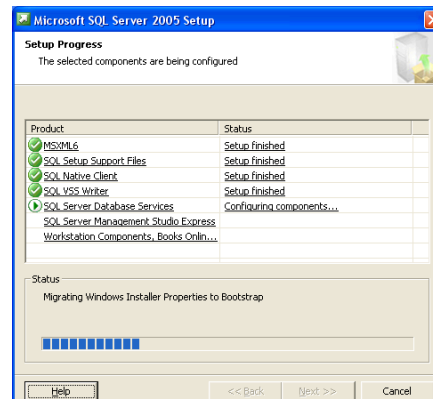 Microsoft SQL Server 2005 Setup
Setup Progress
The selected components are being configured
Product Status
MSXML6 Setup finished
SQL Setup Support Files Setup finished
SQL Native Client Setup finished
SQL VSS Writer Setup finished
SQL Server Database Services Configuring components...
SQL Server Management Studio Express
Workstation Components, Books Onlin...
Status
Migrating Windows Installer Properties to Bootstrap
Help << Back Next >> Cancel